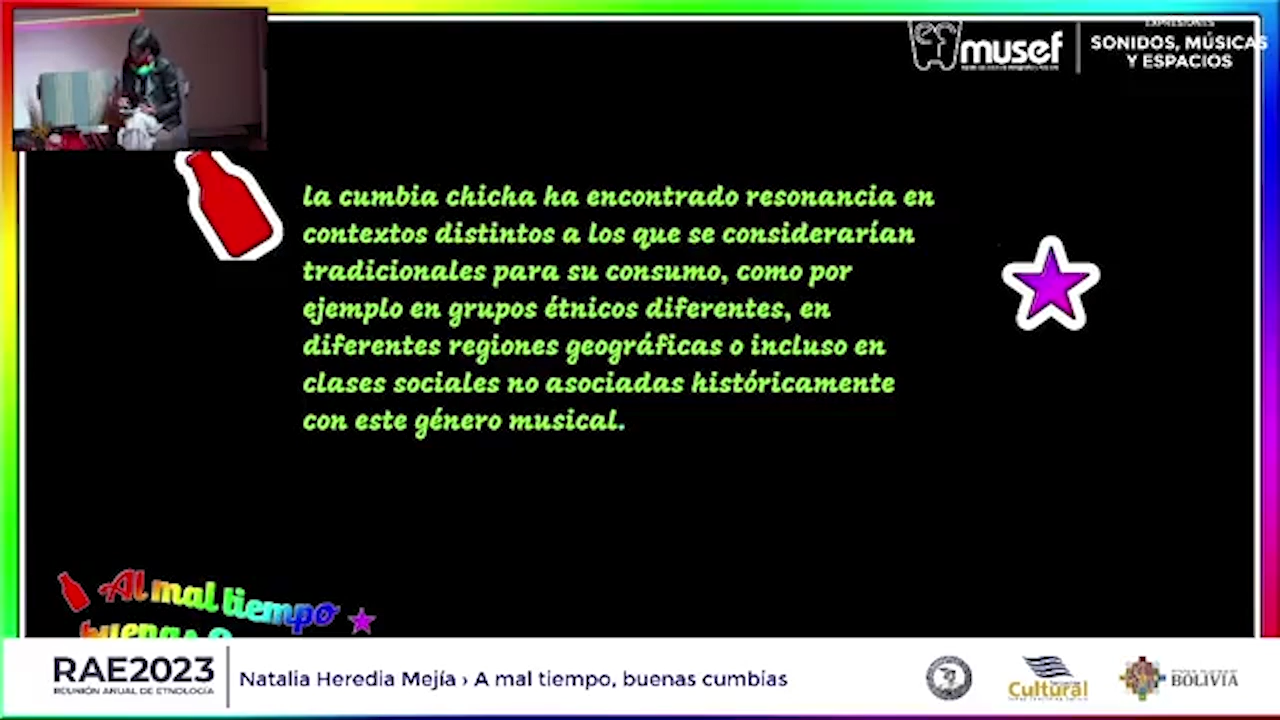 EXPRESIONES
musef
SONIDOS, MÚSICAS
Y ESPACIOS
la cumbia chicha ha encontrado resonancia en
contextos distintos a los que se considerarían
tradicionales para su consumo, como por
ejemplo en grupos étnicos diferentes, en
diferentes regiones geográficas o incluso en
clases sociales no asociadas históricamente
con este género musical.
Al mal tiempo
buenas
RAE2023
REUNIÓN ANUAL DE ETNOLOGÍA
Natalia Heredia Mejía › A mal tiempo, buenas cumbias
Cultural
BOLIVIA